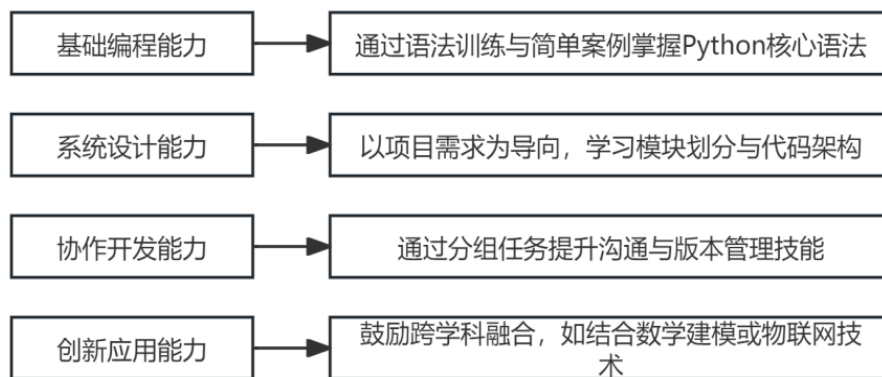 基础编程能力
通过语法训练与简单案例掌握Python核心语法
系统设计能力
以项目需求为导向，学习模块划分与代码架构
协作开发能力
通过分组任务提升沟通与版本管理技能
创新应用能力
鼓励跨学科融合，如结合数学建模或物联网技
术